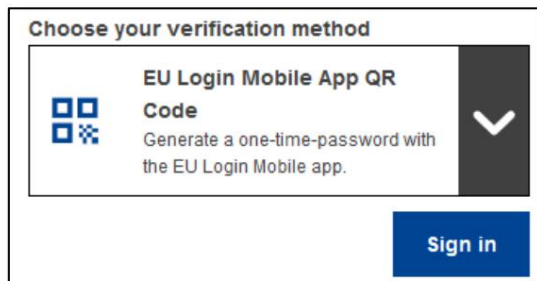 Choose your verification method
EU Login Mobile App QR
Code
Generate a one-time-password with
the EU Login Mobile app.
Sign in